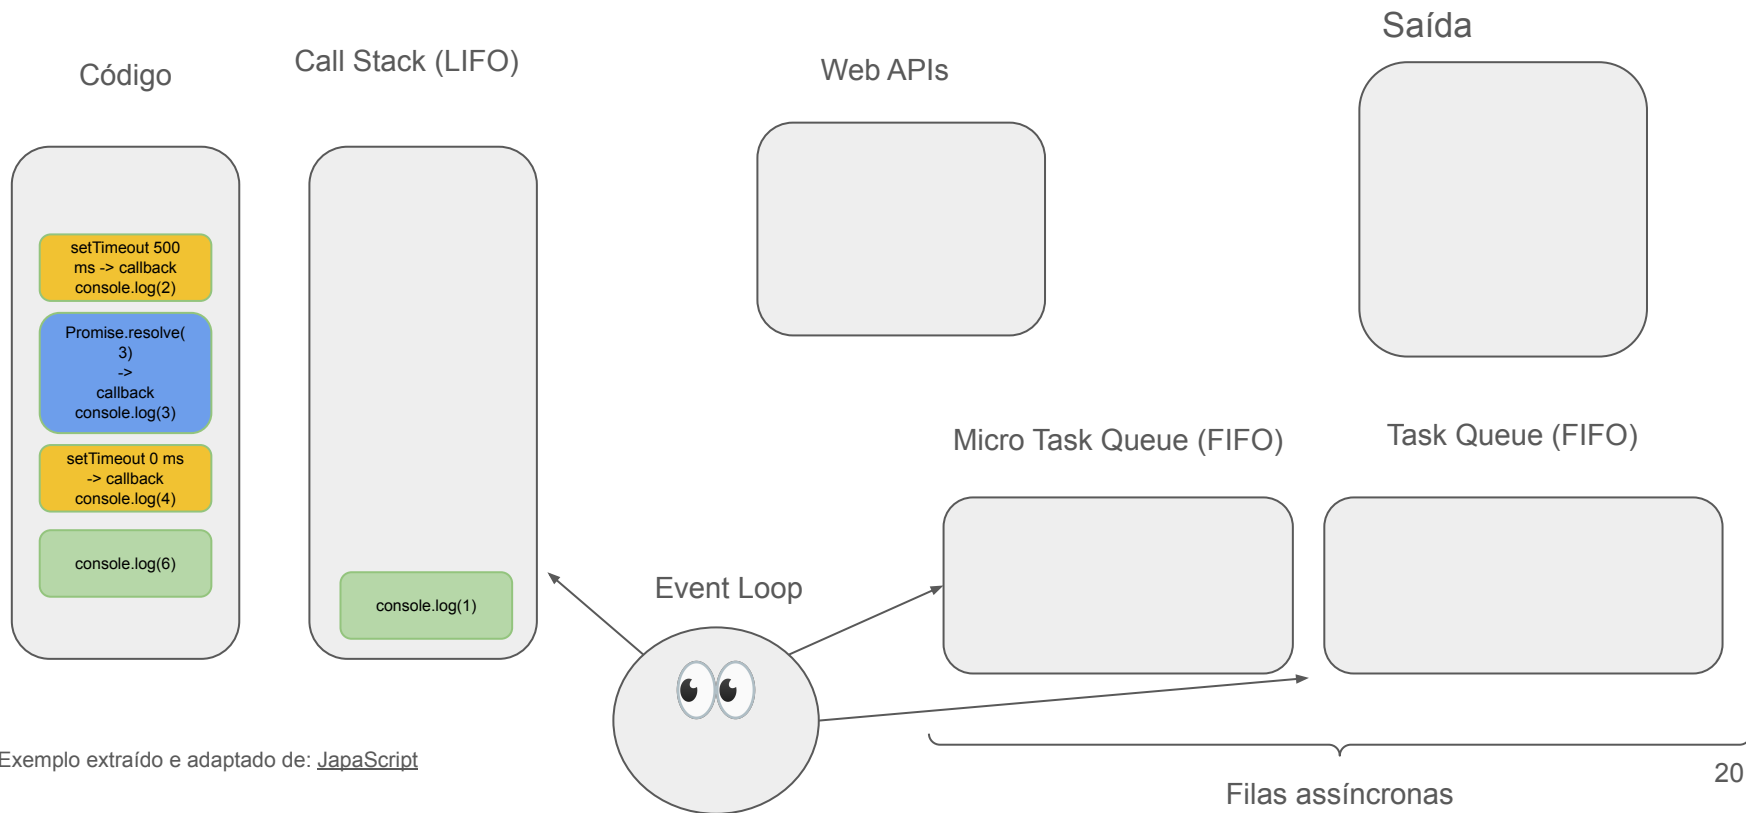 Código
setTimeout 500
ms -> callback
console.log(2)
Promise.resolve(
3)
->
callback
console.log(3)
setTimeout 0 ms
-> callback
console.log(4)
console.log(6)
Call Stack (LIFO)
console.log(1)
Web APIs
Saída
Event Loop
Micro Task Queue (FIFO)
Task Queue (FIFO)
Filas assíncronas
Exemplo extraído e adaptado de: JapaScript
20